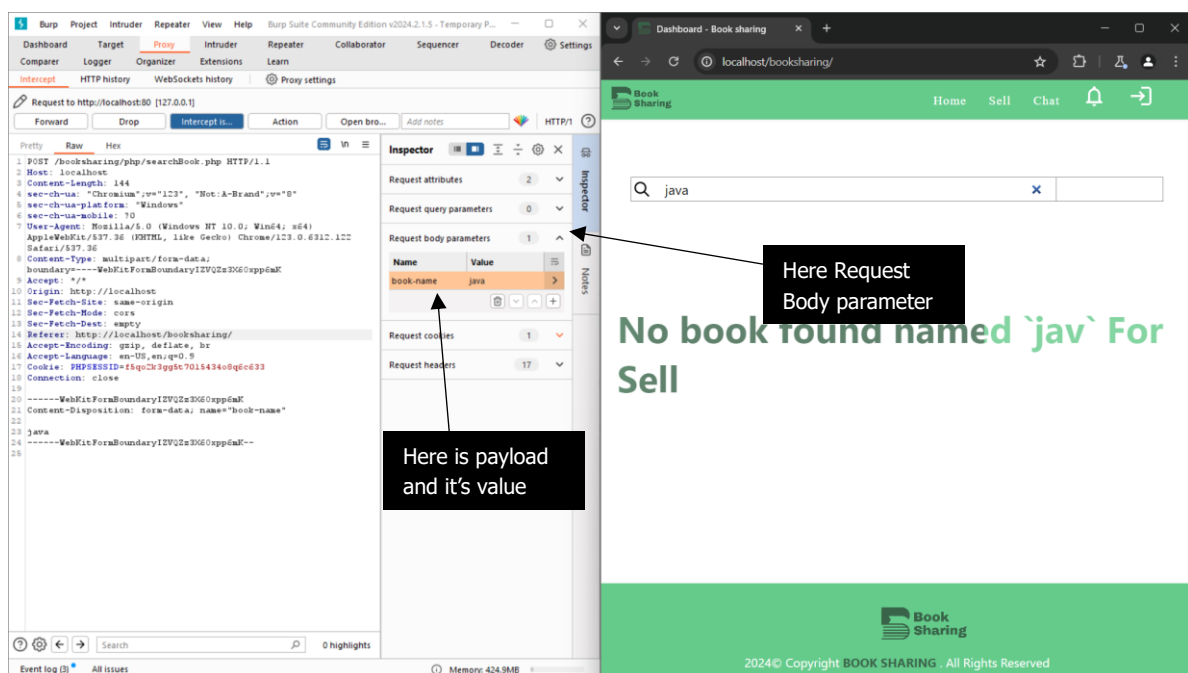 Burp Project Intruder Repeater View Help Burp Suite Community Edition v2024.2.1.5 - Temporary P...
Dashboard Target Proxy Intruder Repeater Collaborator Sequencer Decoder Settings
Comparer Logger Organizer Extensions Learn
Intercept HTTP history WebSockets history Proxy settings
Request to http://localhost:80 [127.0.0.1]
Forward Drop Intercept is... Action Open bro... Add notes HTTP/1
Pretty Raw Hex \n
1 POST /booksharing/php/searchBook.php HTTP/1.1
2 Host: localhost
3 Content-Length: 144
4 sec-ch-ua: "Chromium";v="123", "Not:A-Brand";v="8"
5 sec-ch-ua-platform: "Windows"
6 sec-ch-ua-mobile: ?0
7 User-Agent: Mozilla/5.0 (Windows NT 10.0; Win64; x64)
AppleWebKit/537.36 (KHTML, like Gecko) Chrome/123.0.6312.122
Safari/537.36
8 Content-Type: multipart/form-data;
boundary=----WebKitFormBoundaryIZVQZs3X60xpp6mK
9 Accept: */*
10 Origin: http://localhost
11 Sec-Fetch-Site: same-origin
12 Sec-Fetch-Mode: cors
13 Sec-Fetch-Dest: empty
14 Referer: http://localhost/booksharing/
15 Accept-Encoding: gzip, deflate, br
16 Accept-Language: en-US,en;q=0.9
17 Cookie: PHPSESSID=f5qo2k3gg5t7015434o8q6c633
18 Connection: close
19
20 ------WebKitFormBoundaryIZVQZs3X60xpp6mK
21 Content-Disposition: form-data; name="book-name"
22
23 java
24 ------WebKitFormBoundaryIZVQZs3X60xpp6mK--
25
Search 0 highlights
Event log (3) All issues Memory: 424.9MB
Inspector
Request attributes 2
Request query parameters 0
Request body parameters 1
Name Value
book-name java
Request cookies 1
Request headers 17
Inspector
Notes
Here is payload
and it's value
Dashboard - Book sharing
localhost/booksharing/
Book
Sharing
Home Sell Chat
java
Here Request
Body parameter
No book found named `jav` For
Sell
Book
Sharing
2024© Copyright BOOK SHARING . All Rights Reserved